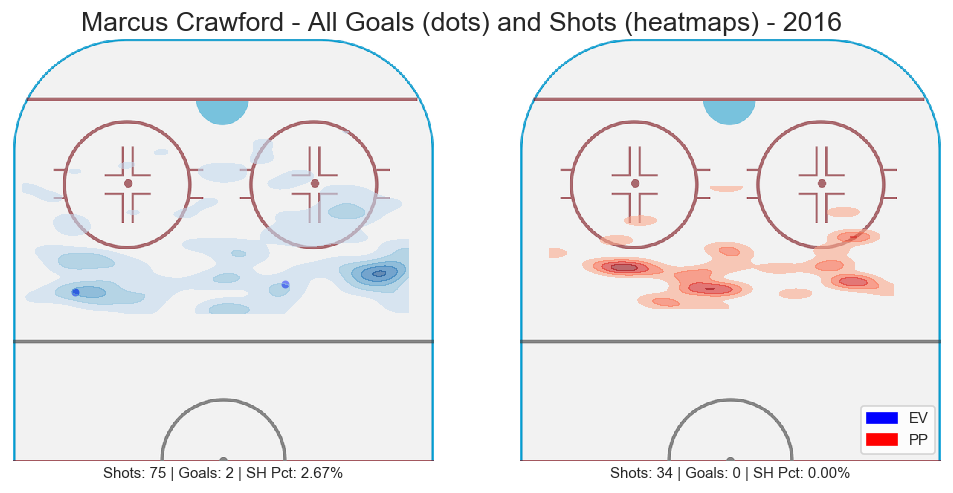 Marcus Crawford - All Goals (dots) and Shots (heatmaps) - 2016
EV
PP
Shots: 75 | Goals: 2 | SH Pct: 2.67%
Shots: 34 | Goals: 0 | SH Pct: 0.00%